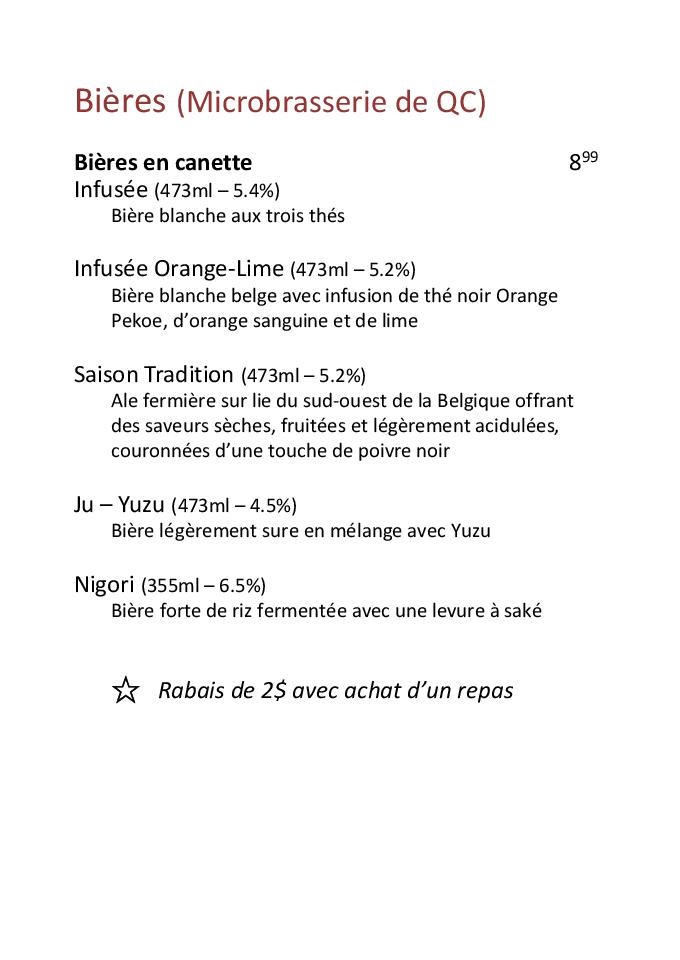 Bières (Microbrasserie de QC)
Bières en canette 8⁹⁹
Infusée (473ml – 5.4%)
Bière blanche aux trois thés
Infusée Orange-Lime (473ml – 5.2%)
Bière blanche belge avec infusion de thé noir Orange
Pekoe, d’orange sanguine et de lime
Saison Tradition (473ml – 5.2%)
Ale fermière sur lie du sud-ouest de la Belgique offrant
des saveurs sèches, fruitées et légèrement acidulées,
couronnées d’une touche de poivre noir
Ju – Yuzu (473ml – 4.5%)
Bière légèrement sure en mélange avec Yuzu
Nigori (355ml – 6.5%)
Bière forte de riz fermentée avec une levure à saké
☆ Rabais de 2$ avec achat d’un repas